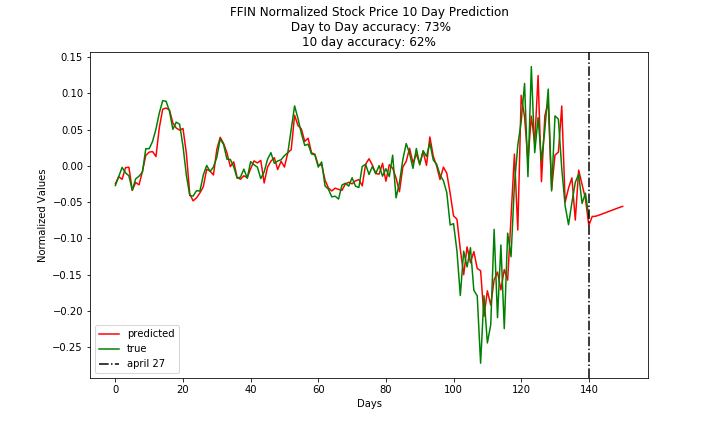 FFIN Normalized Stock Price 10 Day Prediction
Day to Day accuracy: 73%
10 day accuracy: 62%
0.15
0.10
0.05
0.00
−0.05
−0.10
−0.15
−0.20
−0.25
Normalized Values
predicted
true
april 27
0 20 40 60 80 100 120 140
Days